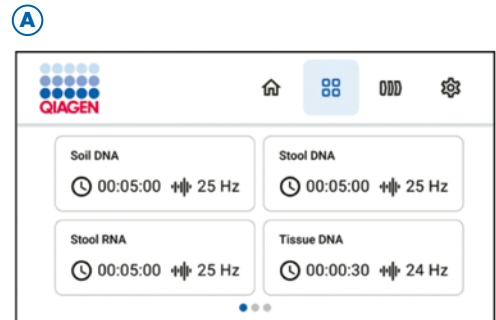 A
QIAGEN
Soil DNA
00:05:00 25 Hz
Stool DNA
00:05:00 25 Hz
Stool RNA
00:05:00 25 Hz
Tissue DNA
00:00:30 24 Hz